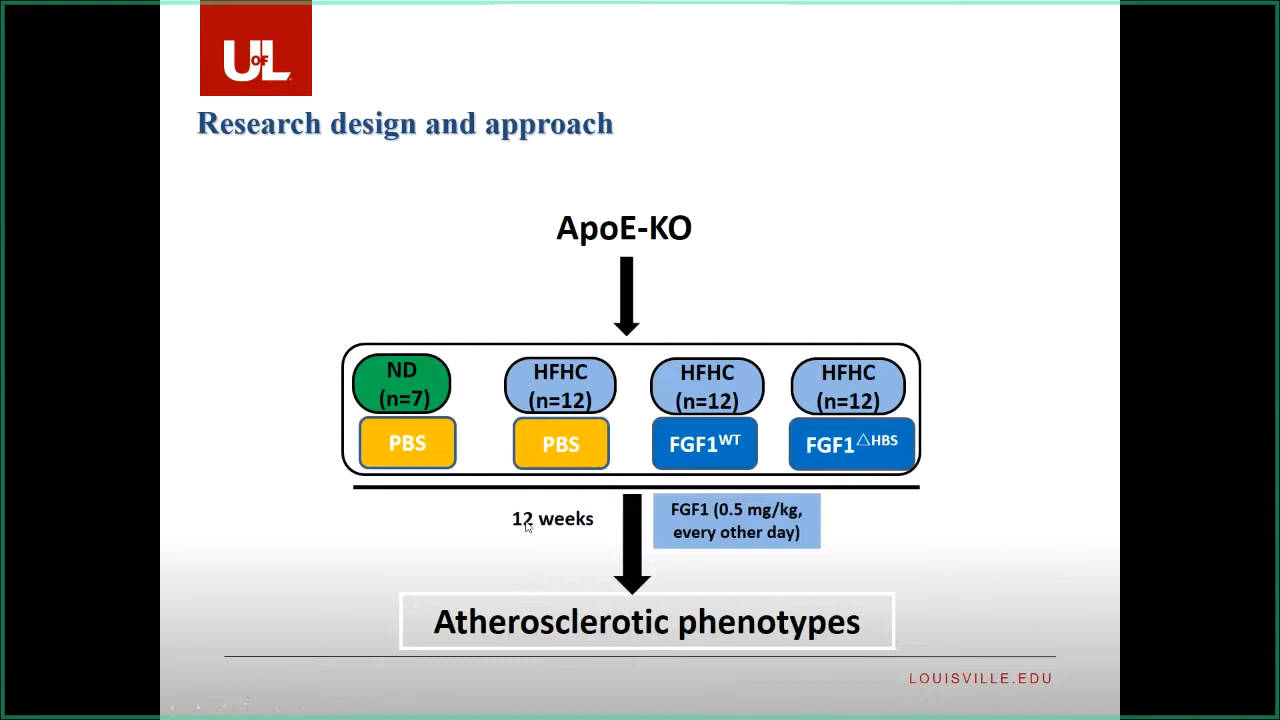 UofL
Research design and approach
ApoE-KO
ND
(n=7)
HFHC
(n=12)
HFHC
(n=12)
HFHC
(n=12)
PBS
PBS
FGF1WT
FGF1△HBS
12 weeks
FGF1 (0.5 mg/kg,
every other day)
Atherosclerotic phenotypes
LOUISVILLE.EDU